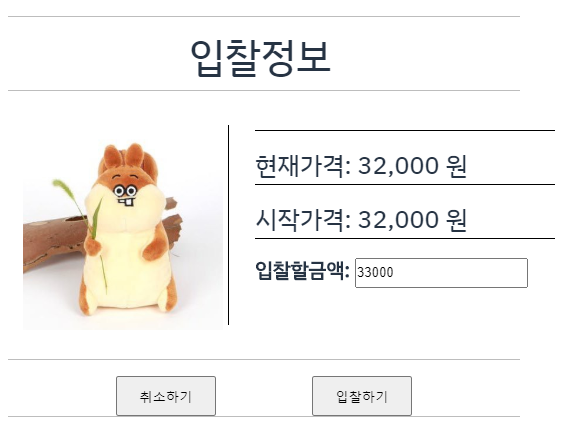 입찰정보
현재가격: 32,000 원
시작가격: 32,000 원
입찰할금액: 33000
취소하기 입찰하기